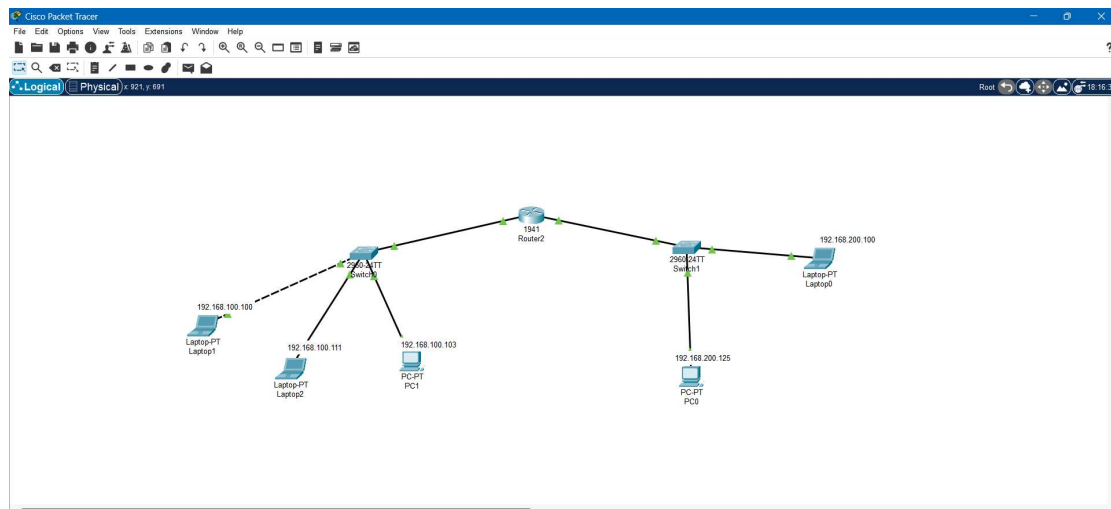 Cisco Packet Tracer
File Edit Options View Tools Extensions Window Help
?
Logical Physical x: 921, y: 691 Root 18:16:3
1941
Router2
192.168.200.100
2960-24TT
Switch0
2960-24TT
Switch1
Laptop-PT
Laptop0
192.168.100.100
Laptop-PT
Laptop1
192.168.100.111
192.168.100.103
192.168.200.125
PC-PT
PC1
Laptop-PT
Laptop2
PC-PT
PC0